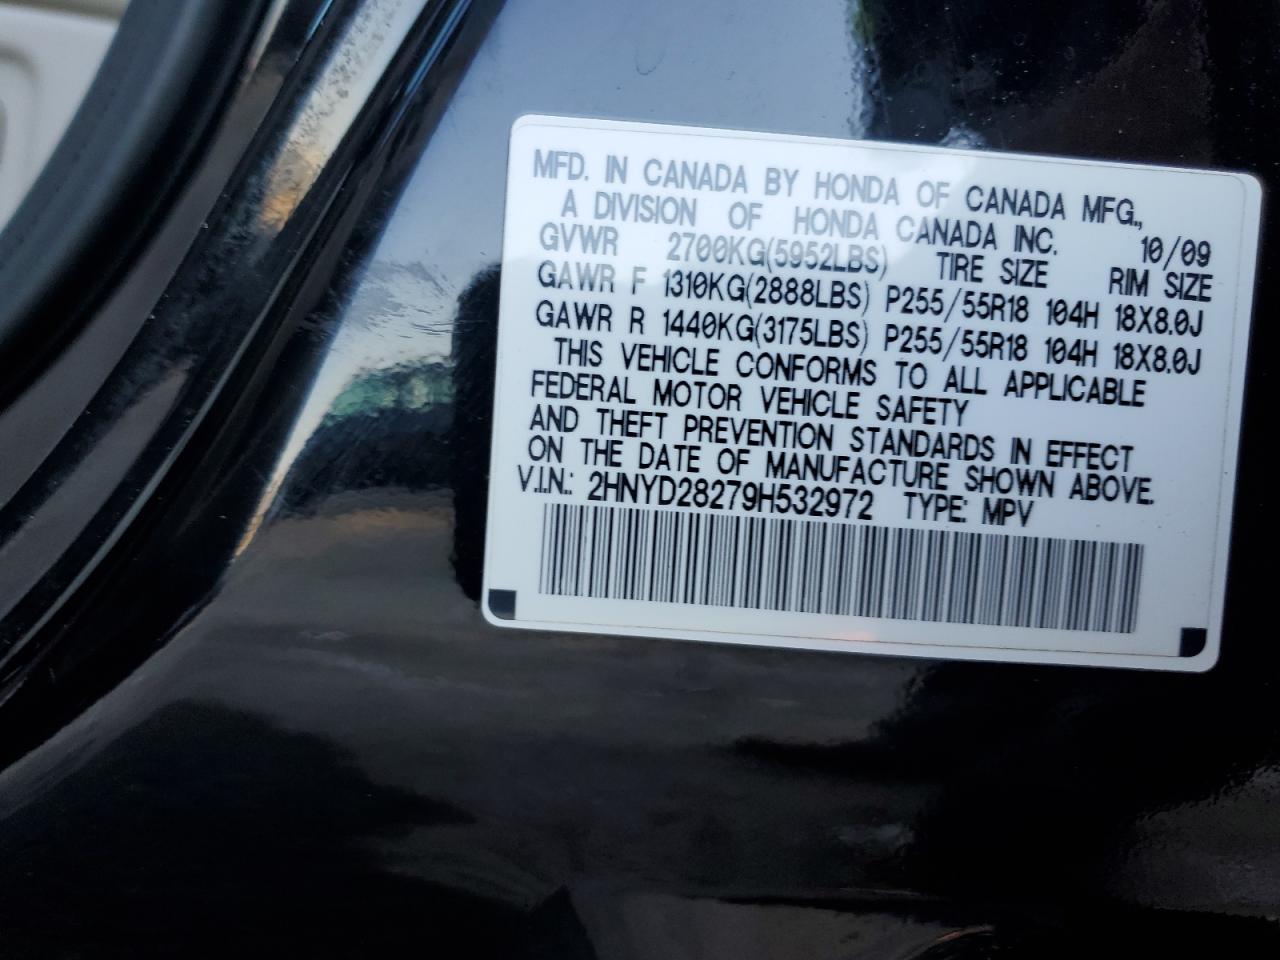 MFD. IN CANADA BY HONDA OF CANADA MFG.,
A DIVISION OF HONDA CANADA INC. 10/09
GVWR 2700KG(5952LBS) TIRE SIZE RIM SIZE
GAWR F 1310KG(2888LBS) P255/55R18 104H 18X8.0J
GAWR R 1440KG(3175LBS) P255/55R18 104H 18X8.0J
THIS VEHICLE CONFORMS TO ALL APPLICABLE
FEDERAL MOTOR VEHICLE SAFETY
AND THEFT PREVENTION STANDARDS IN EFFECT
ON THE DATE OF MANUFACTURE SHOWN ABOVE.
V.I.N.: 2HNYD28279H532972 TYPE: MPV